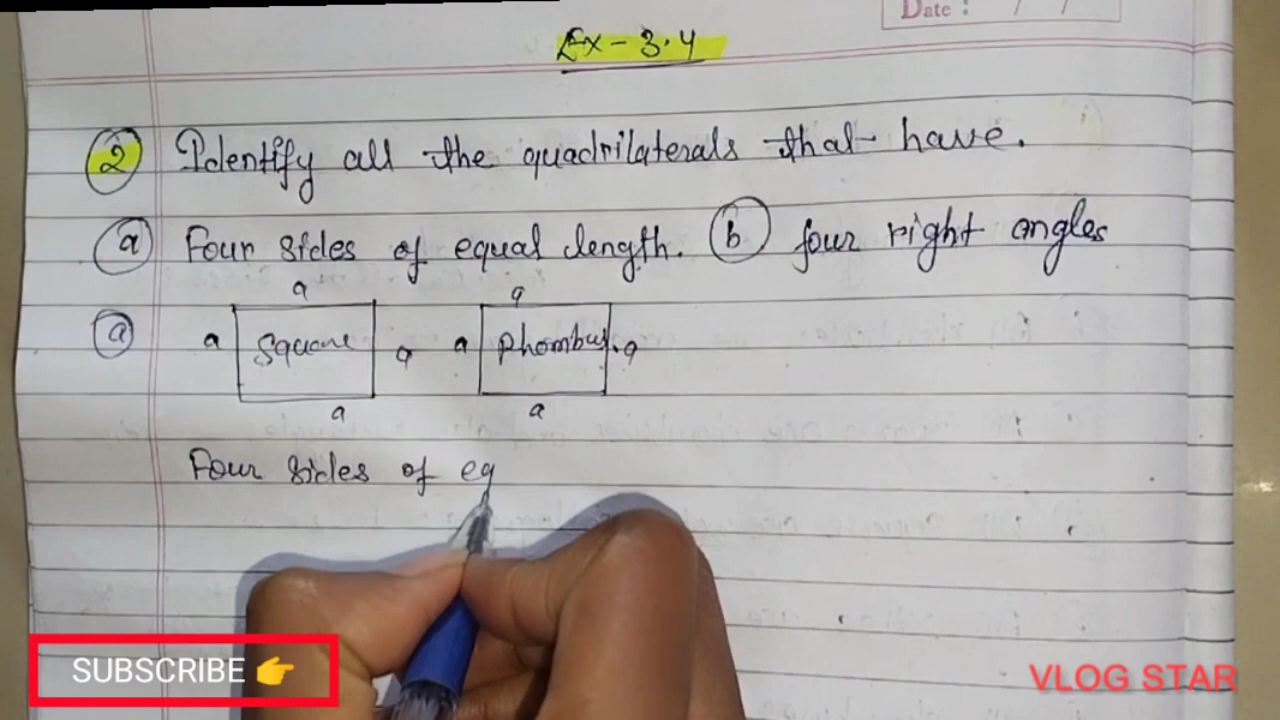 Date : / /
Ex - 3.4
② Identify all the quadrilaterals that have.
ⓐ Four sides of equal length. ⓑ four right angles
a a
ⓐ a Square a a Rhombus. a
a a
Four sides of eq
SUBSCRIBE 👉
VLOG STAR